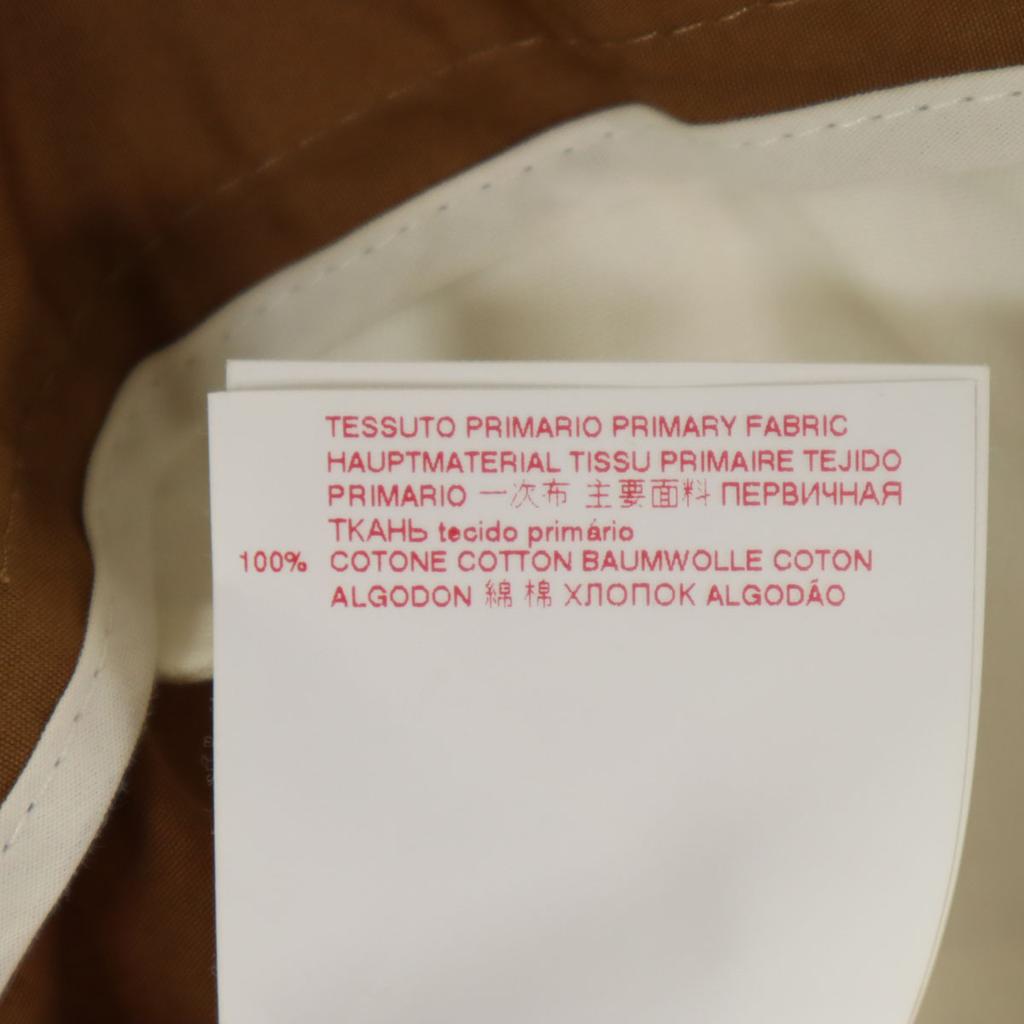 TESSUTO PRIMARIO PRIMARY FABRIC
HAUPTMATERIAL TISSU PRIMAIRE TEJIDO
PRIMARIO 一次布 主要面料 ПЕРВИЧНАЯ
ТКАНЬ tecido primário
100% COTONE COTTON BAUMWOLLE COTON
ALGODON 綿 棉 ХЛОПОК ALGODÃO